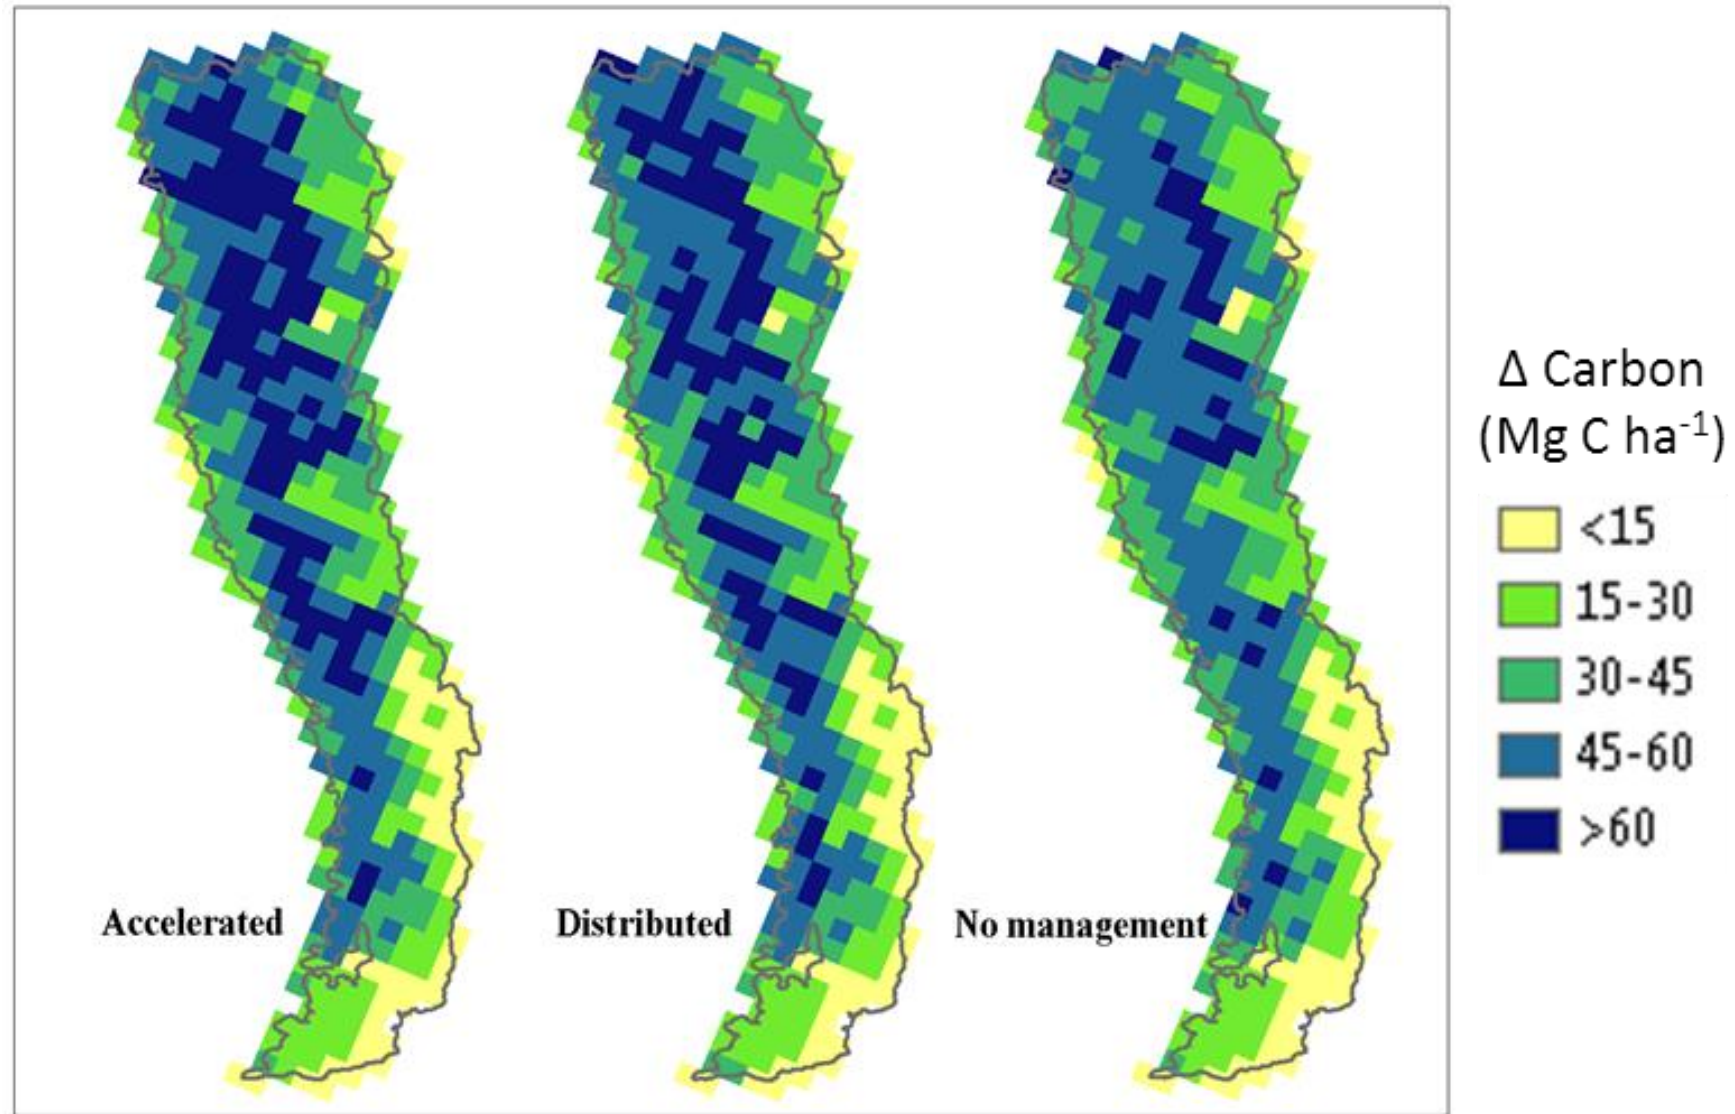 Accelerated
Distributed
No management
Δ Carbon
(Mg C ha⁻¹)
<15
15-30
30-45
45-60
>60